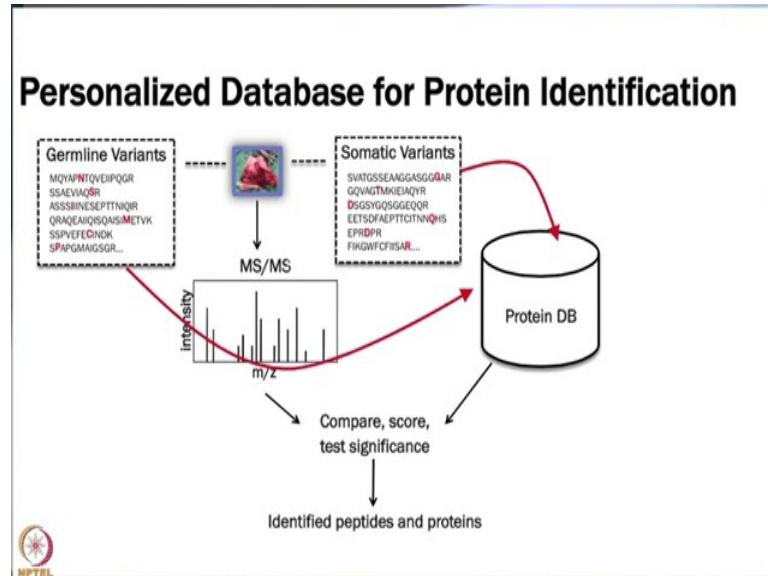 Personalized Database for Protein Identification
Germline Variants
MQYAPNTQVEIIPQGR
SSAEVIAQSR
ASSSIINESEPTTNIQIR
QRAQEAIIQISQAISIMETVK
SSPVEFECINDK
SPAPGMAIGSGR...
Somatic Variants
SVATGSSEAAGGASGGGAR
GQVAGTMKIEIAQYR
DSGSYGQSGGEQQR
EETSDFAEPTTCITNNQHS
EPRDPR
FIKGWFCFIISAR....
MS/MS
intensity
m/z
Protein DB
Compare, score,
test significance
Identified peptides and proteins
NPTEL